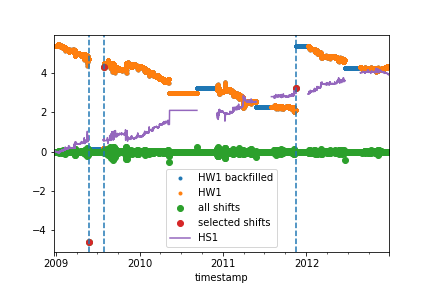 4
2
0
−2
−4
HW1 backfilled
HW1
all shifts
selected shifts
HS1
2009
2010
2011
2012
timestamp